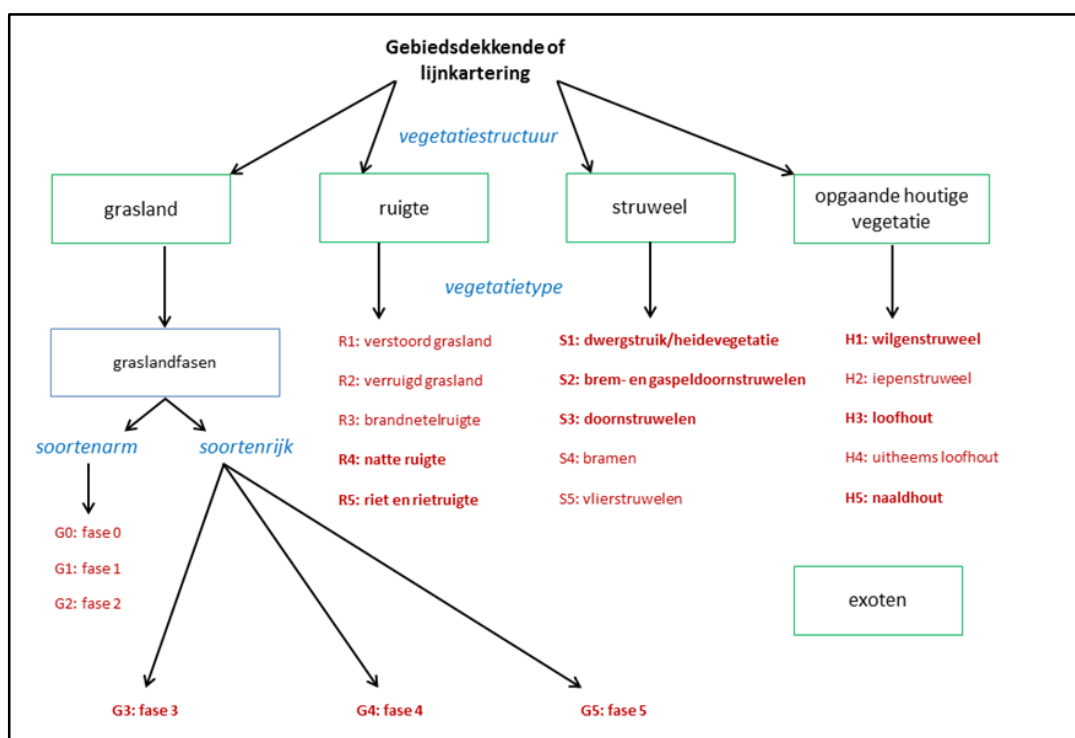 Gebiedsdekkende of
lijnkartering
vegetatiestructuur
grasland
ruigte
struweel
opgaande houtige
vegetatie
vegetatietype
graslandfasen
soortenarm
soortenrijk
G0: fase 0
G1: fase 1
G2: fase 2
G3: fase 3
G4: fase 4
G5: fase 5
R1: verstoord grasland
R2: verruigd grasland
R3: brandnetelruigte
R4: natte ruigte
R5: riet en rietruigte
S1: dwergstruik/heidevegetatie
S2: brem- en gaspeldoornstruwelen
S3: doornstruwelen
S4: bramen
S5: vlierstruwelen
H1: wilgenstruweel
H2: iepenstruweel
H3: loofhout
H4: uitheems loofhout
H5: naaldhout
exoten